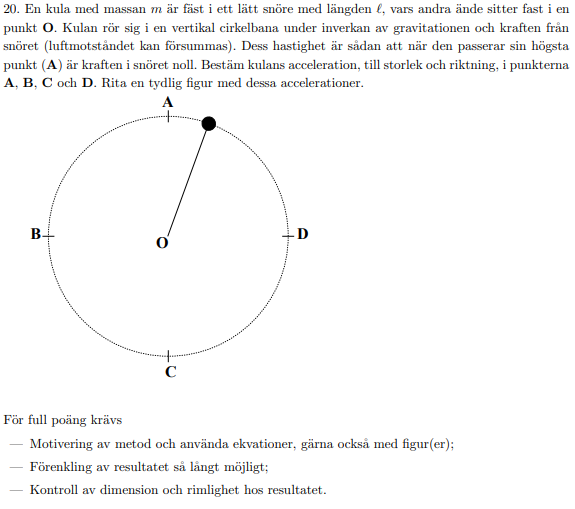 20. En kula med massan m är fäst i ett lätt snöre med längden ℓ, vars andra ände sitter fast i en
punkt O. Kulan rör sig i en vertikal cirkelbana under inverkan av gravitationen och kraften från
snöret (luftmotståndet kan försummas). Dess hastighet är sådan att när den passerar sin högsta
punkt (A) är kraften i snöret noll. Bestäm kulans acceleration, till storlek och riktning, i punkterna
A, B, C och D. Rita en tydlig figur med dessa accelerationer.
A
B
O
D
C
För full poäng krävs
— Motivering av metod och använda ekvationer, gärna också med figur(er);
— Förenkling av resultatet så långt möjligt;
— Kontroll av dimension och rimlighet hos resultatet.